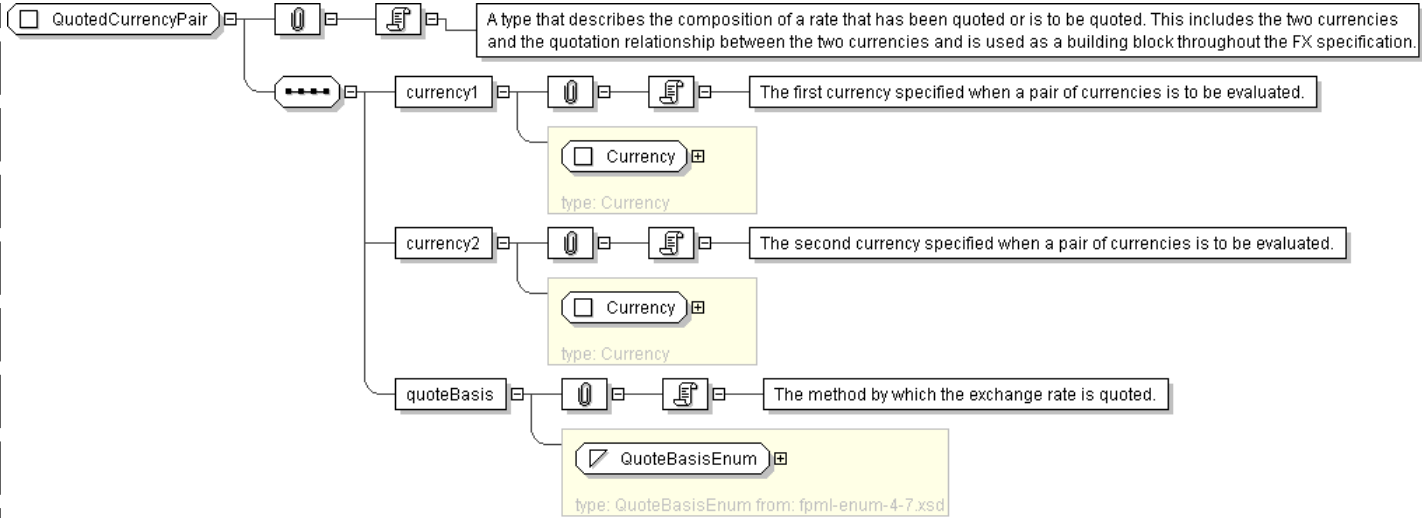 QuotedCurrencyPair
A type that describes the composition of a rate that has been quoted or is to be quoted. This includes the two currencies
and the quotation relationship between the two currencies and is used as a building block throughout the FX specification.
currency1
The first currency specified when a pair of currencies is to be evaluated.
Currency
type: Currency
currency2
The second currency specified when a pair of currencies is to be evaluated.
Currency
type: Currency
quoteBasis
The method by which the exchange rate is quoted.
QuoteBasisEnum
type: QuoteBasisEnum from: fpml-enum-4-7.xsd